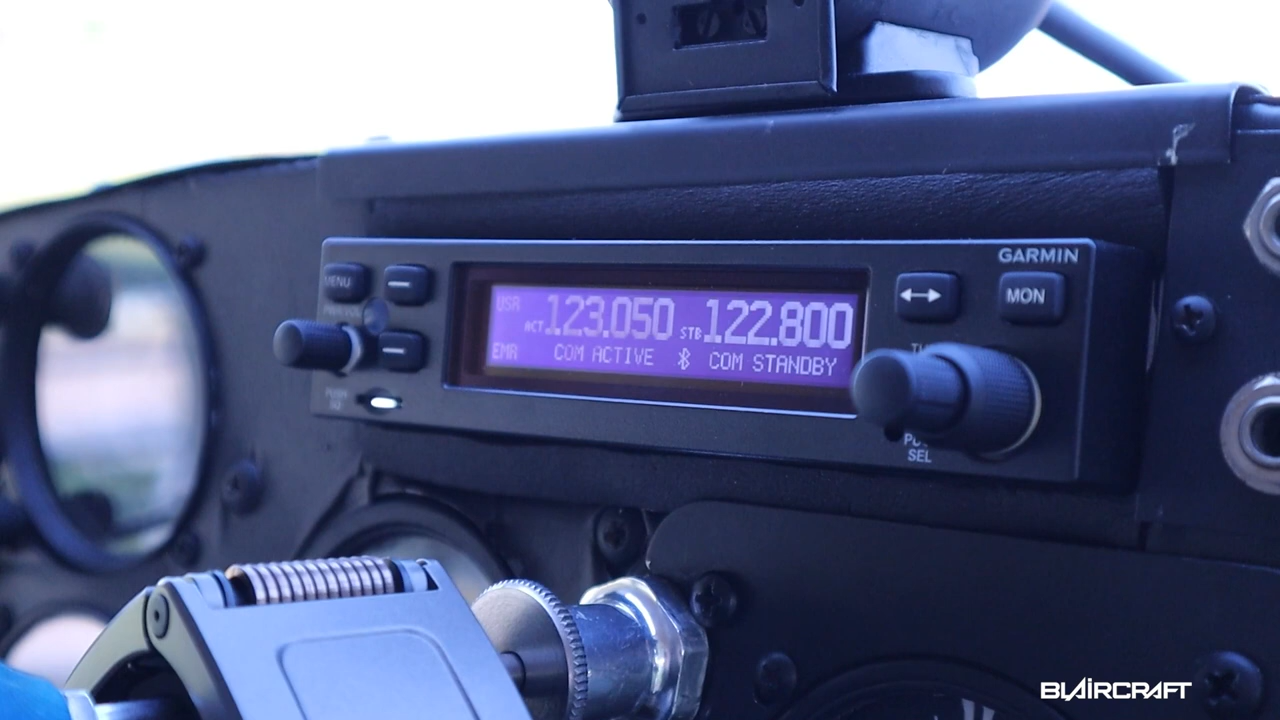 GARMIN
MENU
MON
USR
ACT 123.050 STB 122.800
EMR COM ACTIVE COM STANDBY
SEL
BLAIRCRAFT